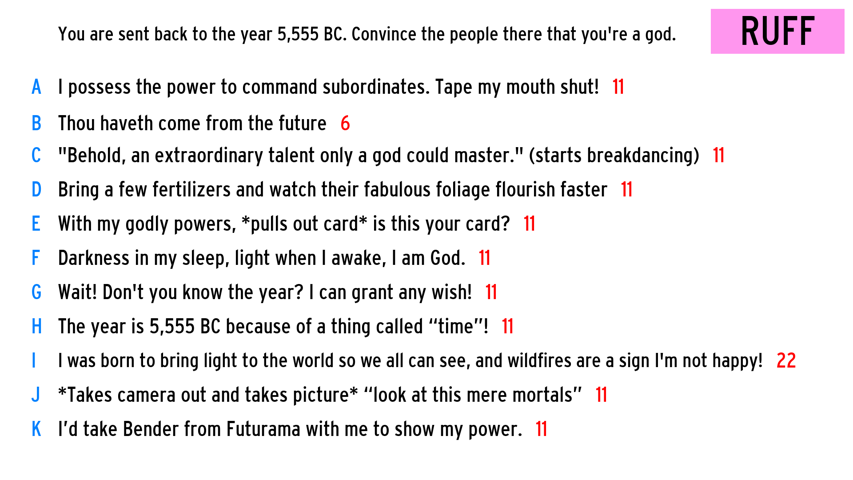 You are sent back to the year 5,555 BC. Convince the people there that you're a god.
RUFF
A I possess the power to command subordinates. Tape my mouth shut! 11
B Thou haveth come from the future 6
C "Behold, an extraordinary talent only a god could master." (starts breakdancing) 11
D Bring a few fertilizers and watch their fabulous foliage flourish faster 11
E With my godly powers, *pulls out card* is this your card? 11
F Darkness in my sleep, light when I awake, I am God. 11
G Wait! Don't you know the year? I can grant any wish! 11
H The year is 5,555 BC because of a thing called “time”! 11
I I was born to bring light to the world so we all can see, and wildfires are a sign I'm not happy! 22
J *Takes camera out and takes picture* “look at this mere mortals” 11
K I’d take Bender from Futurama with me to show my power. 11